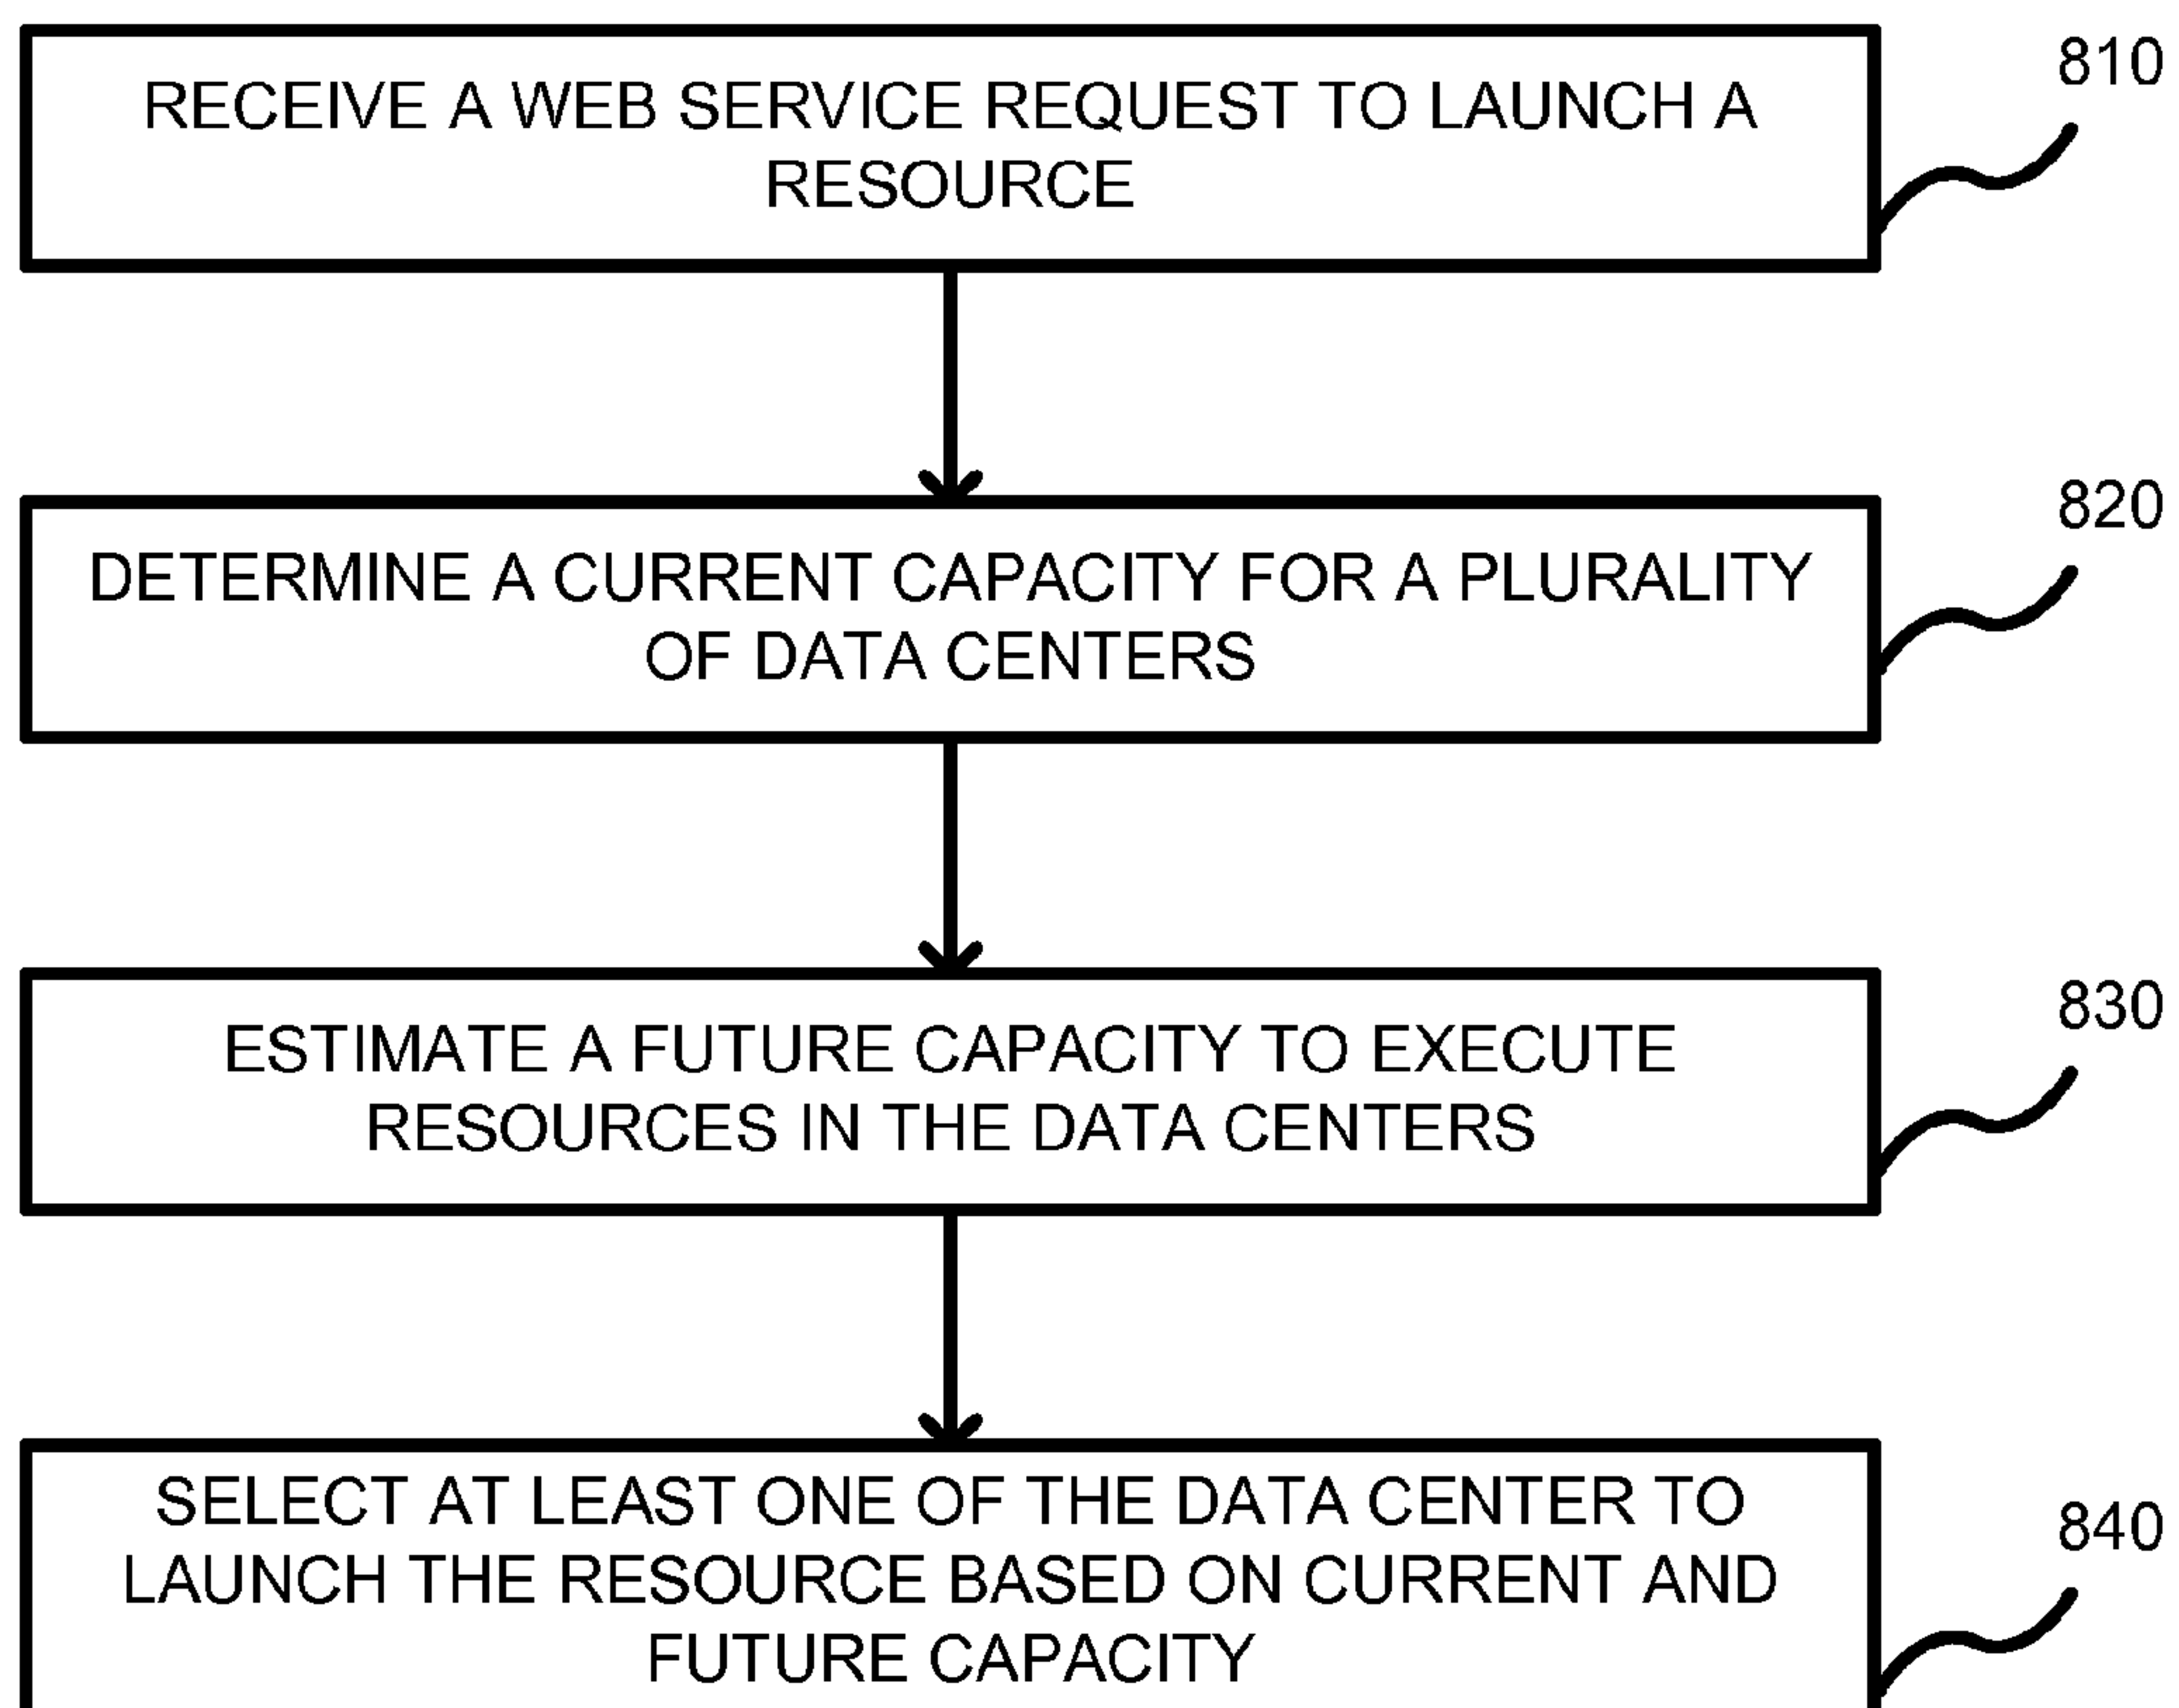 RECEIVE A WEB SERVICE REQUEST TO LAUNCH A
RESOURCE
810
DETERMINE A CURRENT CAPACITY FOR A PLURALITY
OF DATA CENTERS
820
ESTIMATE A FUTURE CAPACITY TO EXECUTE
RESOURCES IN THE DATA CENTERS
830
SELECT AT LEAST ONE OF THE DATA CENTER TO
LAUNCH THE RESOURCE BASED ON CURRENT AND
FUTURE CAPACITY
840